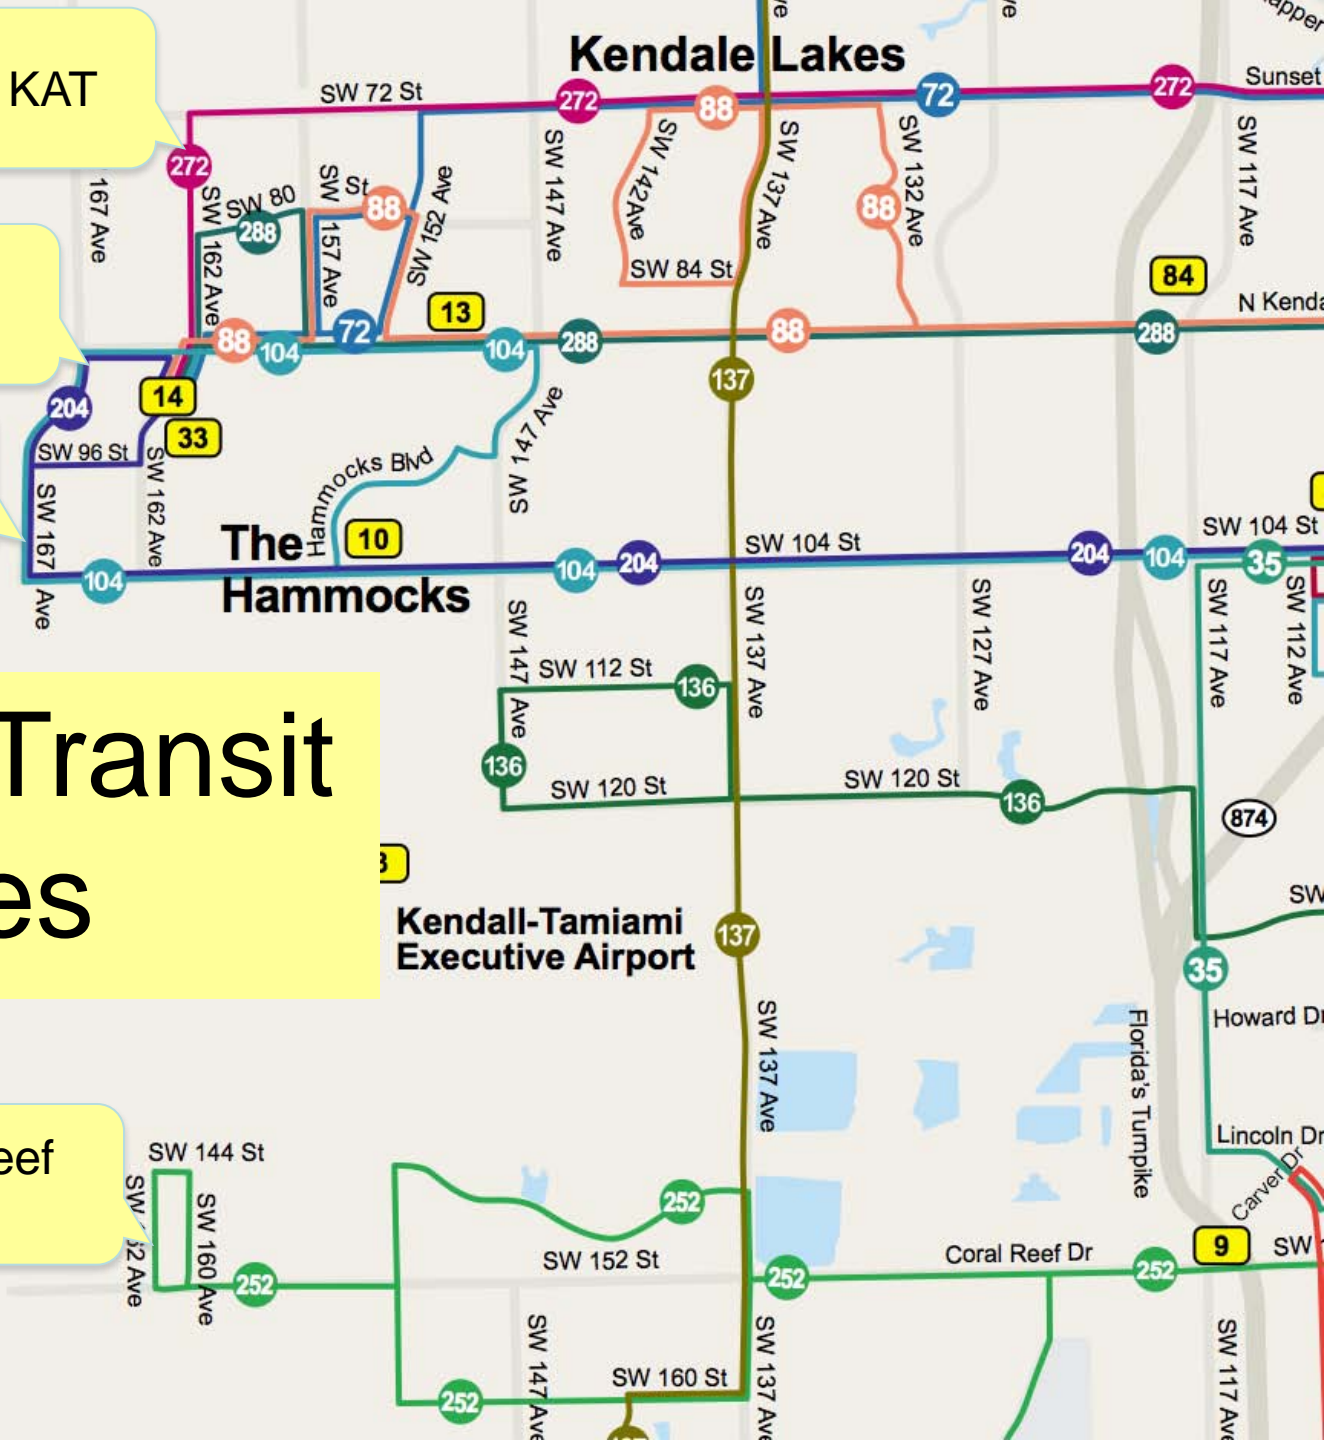 Kendale Lakes
KAT
SW 72 St
272
88
72
272
Sunset
272
167 Ave
SW 162 Ave
SW 80 St
288
88
SW 157 Ave
SW 152 Ave
SW 147 Ave
SW 142 Ave
SW 84 St
SW 137 Ave
88
SW 132 Ave
SW 117 Ave
84
N Kenda
13
88
104
72
104
288
88
288
137
14
204
33
SW 96 St
SW 162 Ave
SW 167 Ave
Hammocks Blvd
SW 147 Ave
10
The
Hammocks
104
104
204
SW 104 St
204
104
SW 104 St
35
SW 147 Ave
SW 137 Ave
SW 127 Ave
SW 117 Ave
SW 112 Ave
SW 112 St
136
136
SW 120 St
SW 120 St
136
874
Transit
es
3
Kendall-Tamiami
Executive Airport
137
SW
35
Howard Dr
SW 137 Ave
Florida's Turnpike
Lincoln Dr
Carver Dr
eef
SW 144 St
SW 160 Ave
252
252
SW 152 St
252
Coral Reef Dr
252
9
SW 1
252
SW 160 St
SW 147 Ave
SW 137 Ave
SW 117 Ave